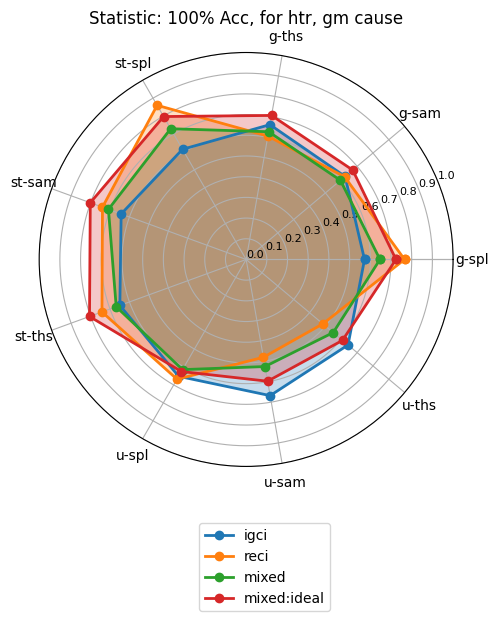 Statistic: 100% Acc, for htr, gm cause
g-ths
st-spl
g-sam
st-sam
1.0
0.9
0.8
0.7
0.6
0.5
0.4
0.3
0.2
0.1
0.0
g-spl
st-ths
u-ths
u-spl
u-sam
igci
reci
mixed
mixed:ideal